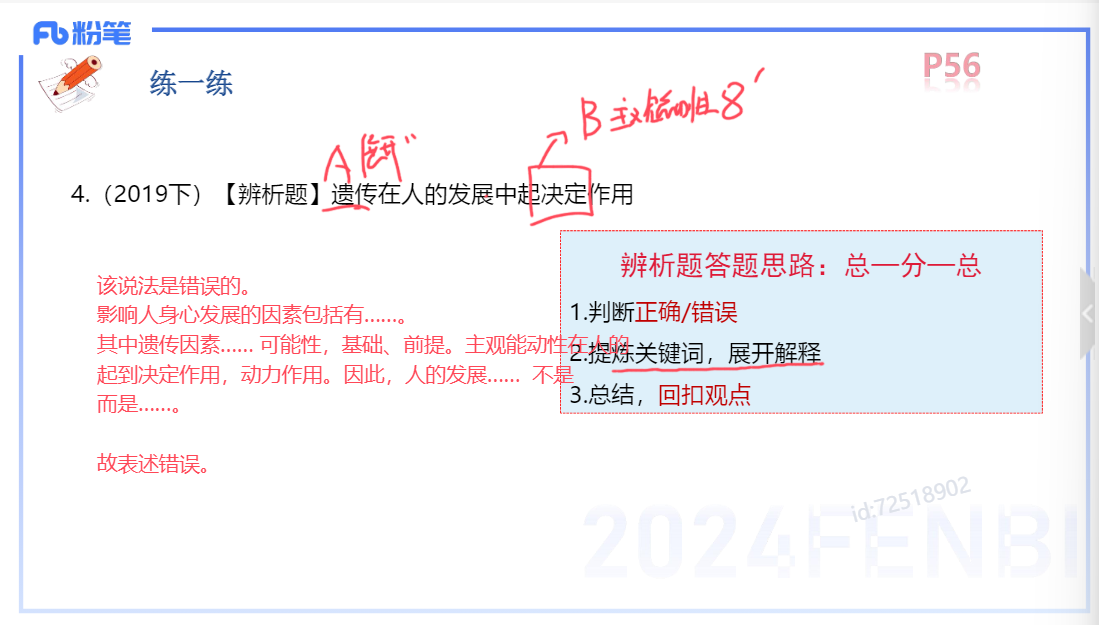 粉笔
练一练
P56
B 主观能动性 8'
A
4.（2019下）【辨析题】遗传在人的发展中起决定作用
辨析题答题思路：总—分—总
1.判断正确/错误
2.提炼关键词，展开解释
3.总结，回扣观点
该说法是错误的。
影响人身心发展的因素包括有......。
其中遗传因素...... 可能性，基础、前提。主观能动性在人的
起到决定作用，动力作用。因此，人的发展...... 不是
而是......。
故表述错误。
id:72518902
2024FENBI